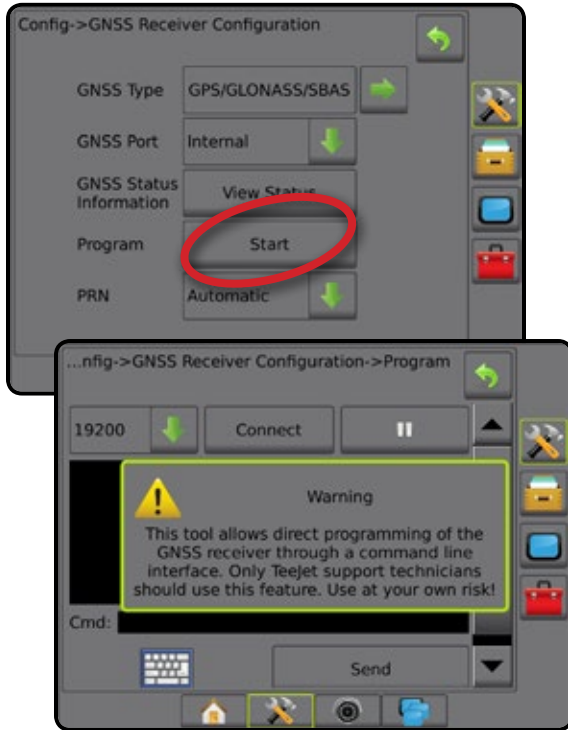 Config->GNSS Receiver Configuration
GNSS Type GPS/GLONASS/SBAS
GNSS Port Internal
GNSS Status
Information View Status
Program Start
PRN Automatic
...nfig->GNSS Receiver Configuration->Program
19200 Connect
Warning
This tool allows direct programming of the
GNSS receiver through a command line
interface. Only TeeJet support technicians
should use this feature. Use at your own risk!
Cmd:
Send